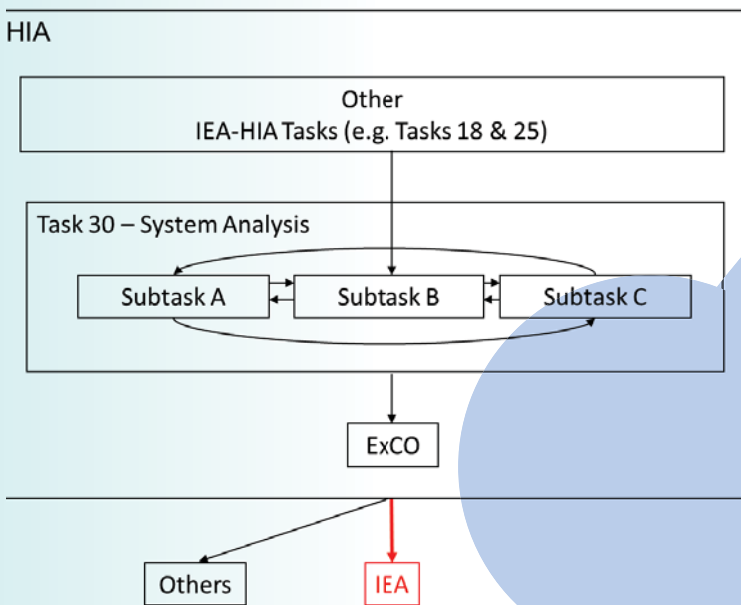 HIA
Other
IEA-HIA Tasks (e.g. Tasks 18 & 25)
Task 30 – System Analysis
Subtask A
Subtask B
Subtask C
ExCO
Others
IEA